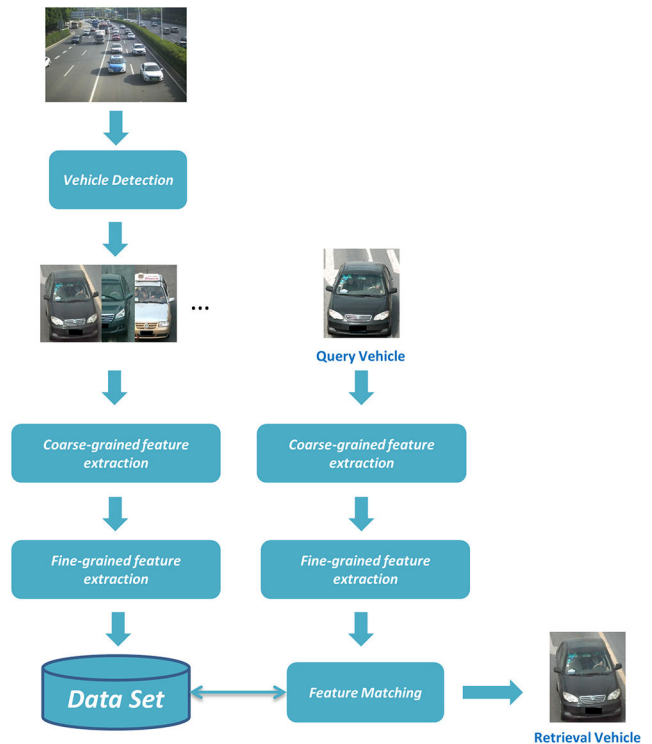 Vehicle Detection
...
Query Vehicle
Coarse-grained feature
extraction
Coarse-grained feature
extraction
Fine-grained feature
extraction
Fine-grained feature
extraction
Data Set
Feature Matching
Retrieval Vehicle